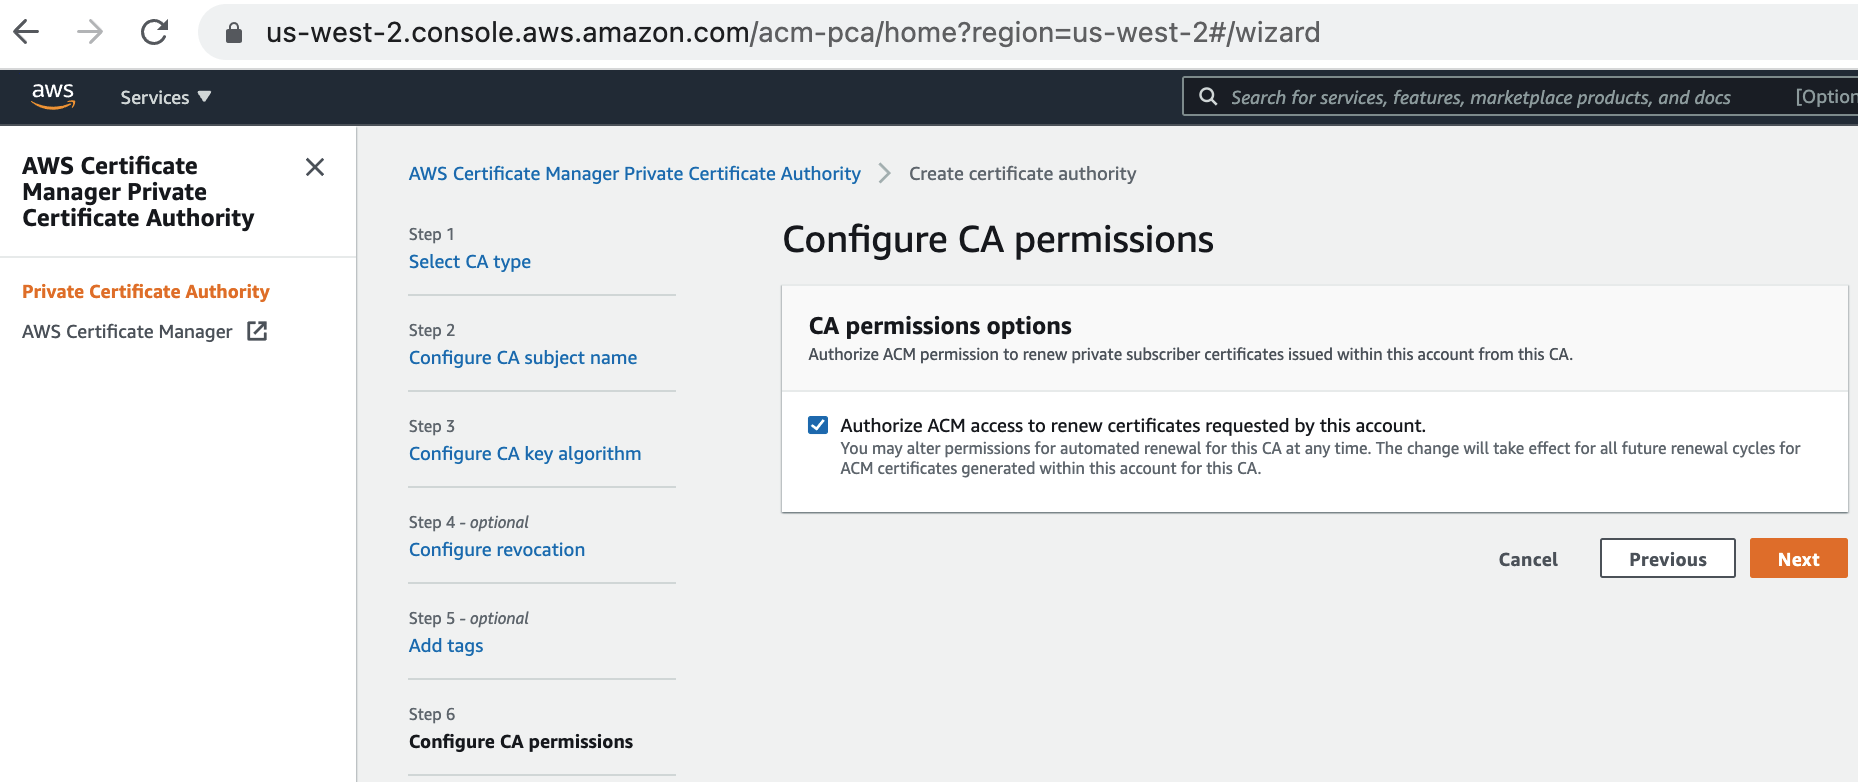 us-west-2.console.aws.amazon.com/acm-pca/home?region=us-west-2#/wizard
aws
Services ▼
Search for services, features, marketplace products, and docs
[Option
AWS Certificate
Manager Private
Certificate Authority
Private Certificate Authority
AWS Certificate Manager
AWS Certificate Manager Private Certificate Authority
Create certificate authority
Step 1
Select CA type
Step 2
Configure CA subject name
Step 3
Configure CA key algorithm
Step 4 - optional
Configure revocation
Step 5 - optional
Add tags
Step 6
Configure CA permissions
Configure CA permissions
CA permissions options
Authorize ACM permission to renew private subscriber certificates issued within this account from this CA.
Authorize ACM access to renew certificates requested by this account.
You may alter permissions for automated renewal for this CA at any time. The change will take effect for all future renewal cycles for
ACM certificates generated within this account for this CA.
Cancel
Previous
Next